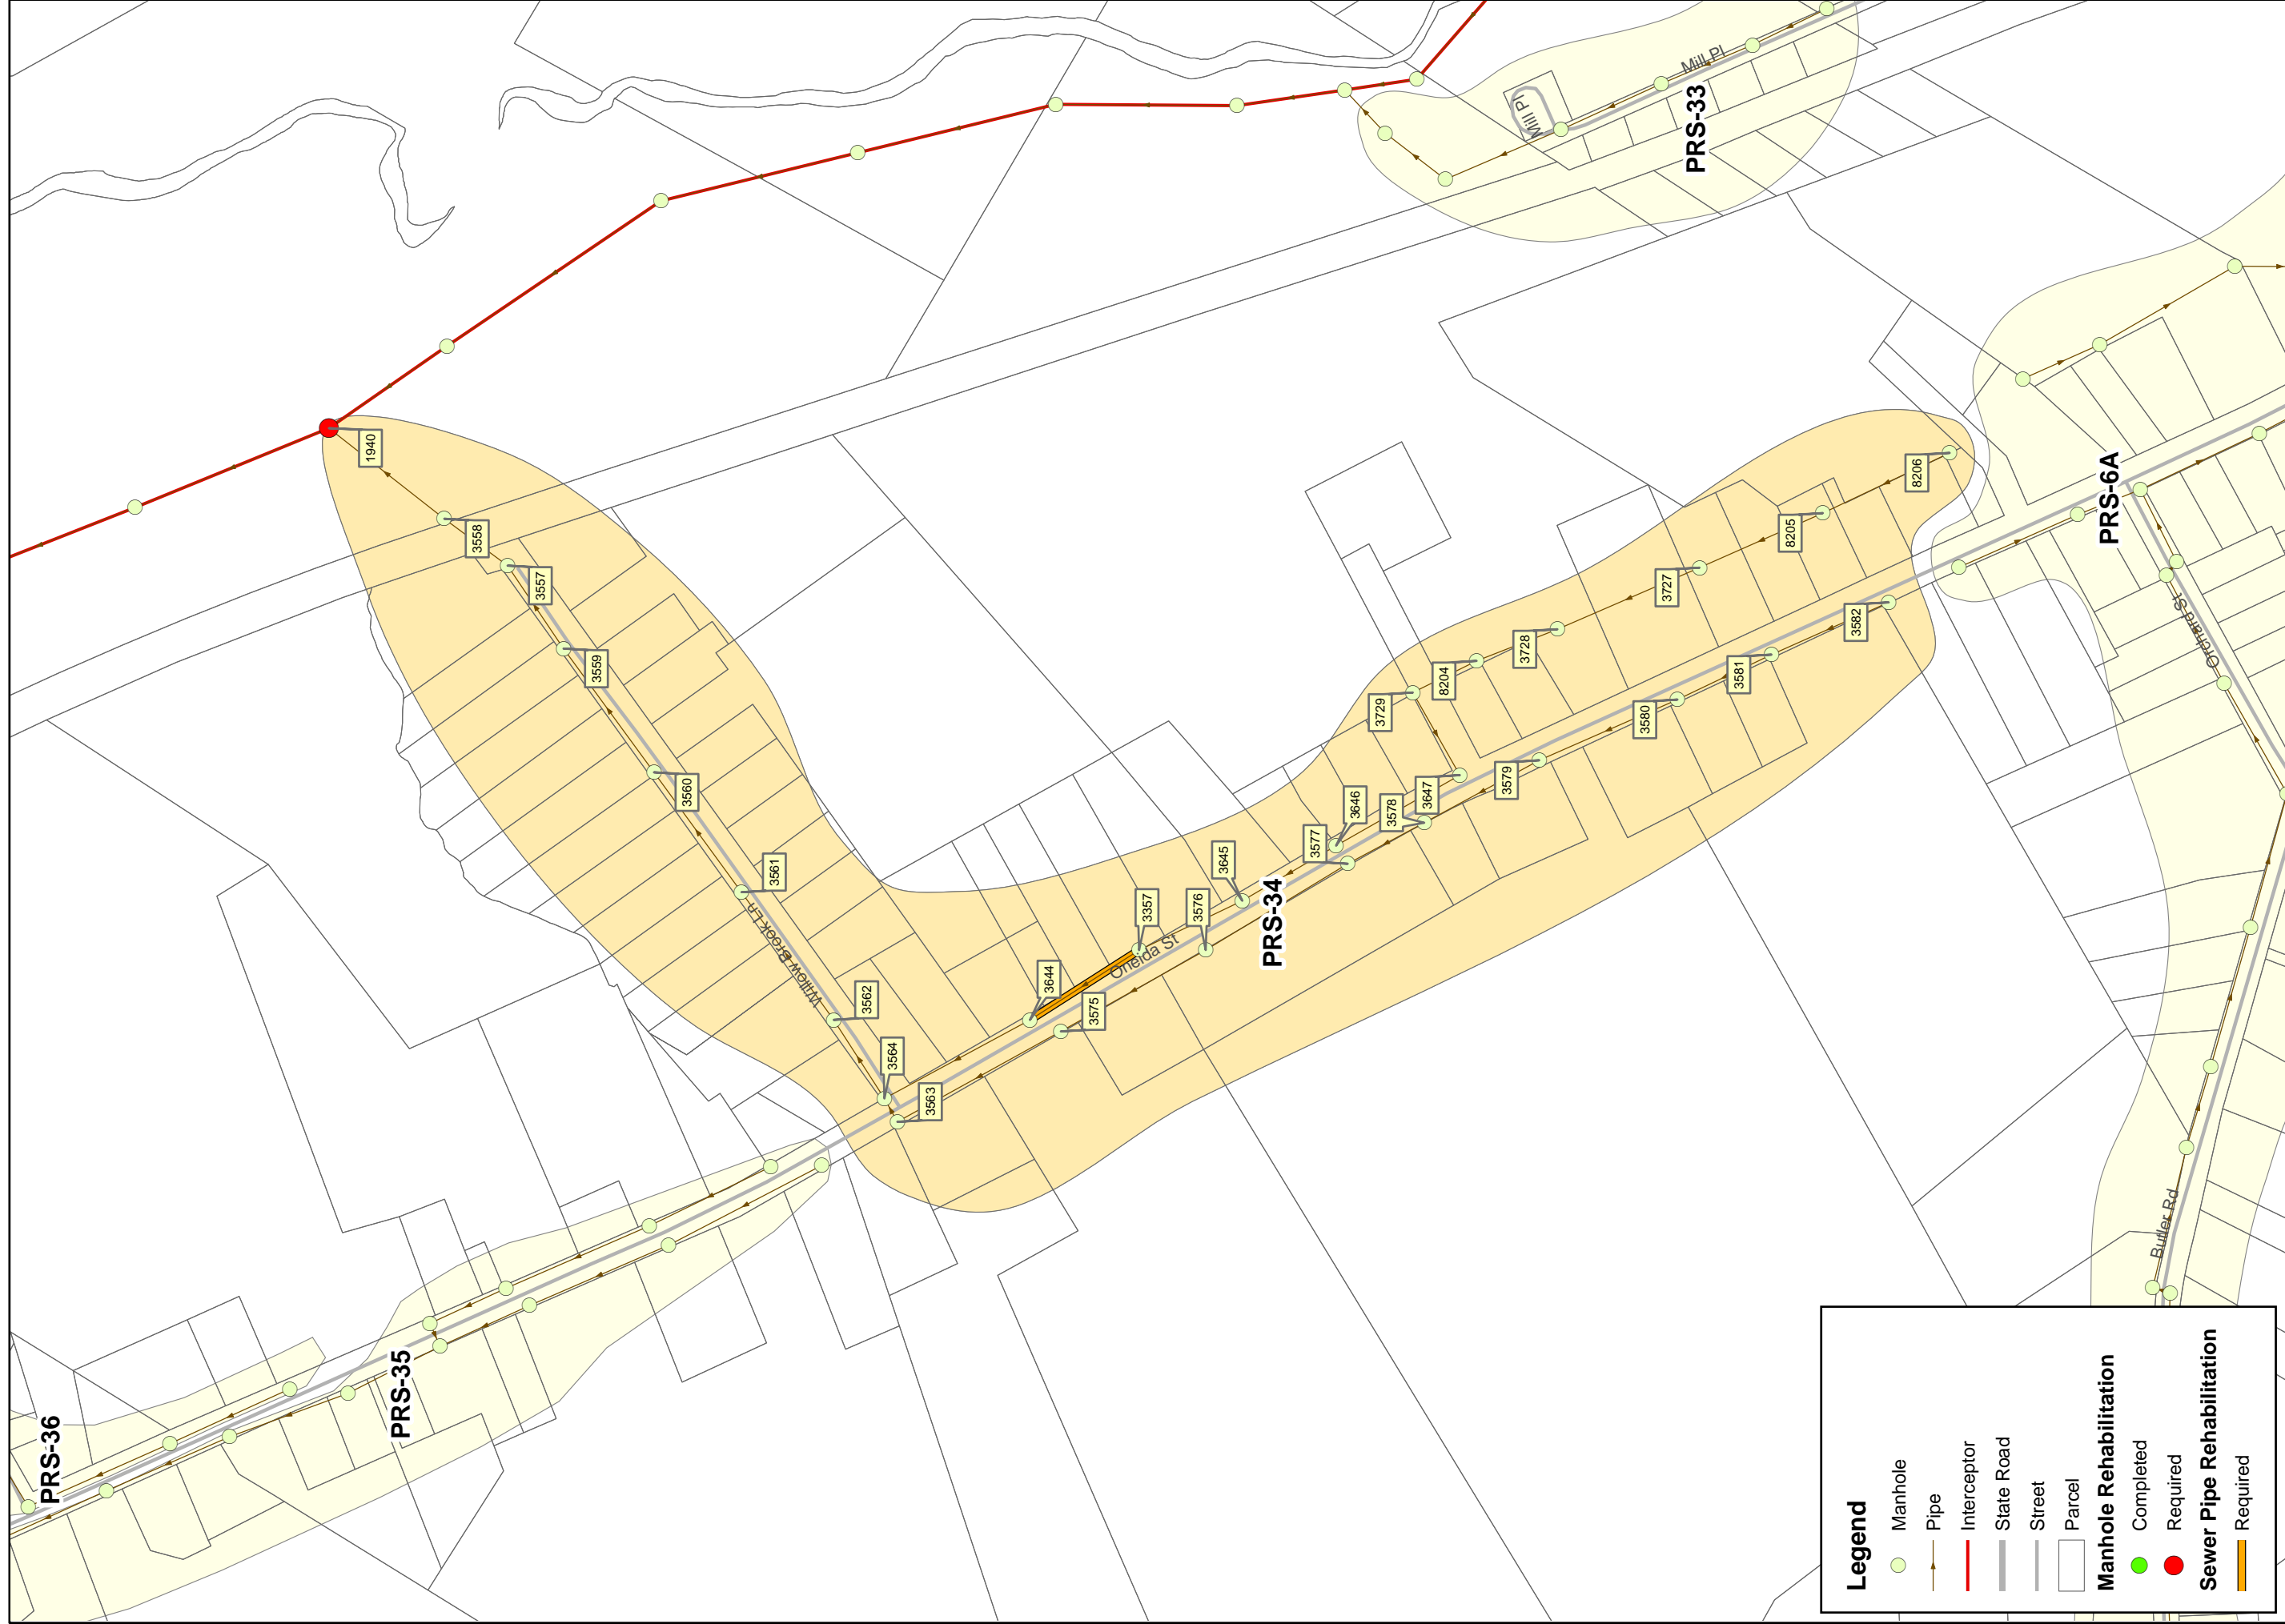 Mill Pl
Mill Pl
PRS-33
1940
3558
3557
3559
3560
3561
Willow Brook Ln
3562
3564
3563
8206
8205
3727
3728
8204
3729
3582
3581
3580
3579
3647
3578
3646
3577
3645
3576
3357
3644
3575
Oneida St
PRS-34
PRS-6A
Orchard St
Butler Rd
PRS-35
PRS-36
Legend
Manhole
Pipe
Interceptor
State Road
Street
Parcel
Manhole Rehabilitation
Completed
Required
Sewer Pipe Rehabilitation
Required